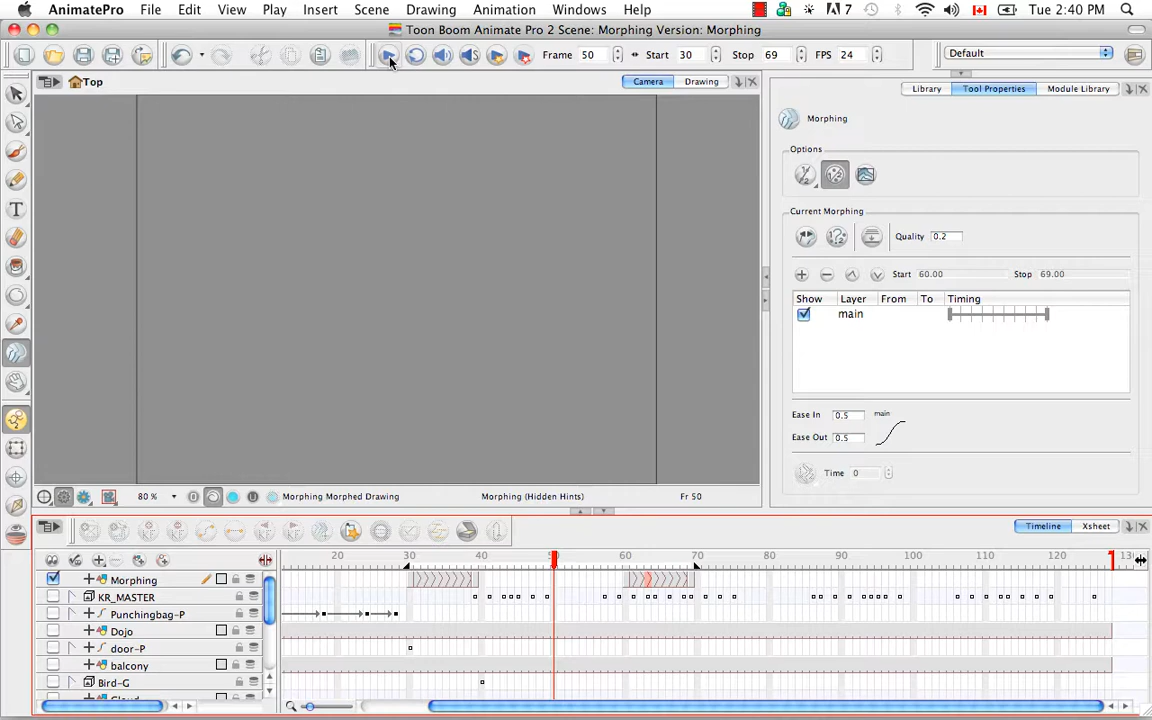 AnimatePro File Edit View Play Insert Scene Drawing Animation Windows Help 7 Tue 2:40 PM
Toon Boom Animate Pro 2 Scene: Morphing Version: Morphing
Frame 50 Start 30 Stop 69 FPS 24 Default
Top Camera Drawing Library Tool Properties Module Library
Morphing
Options
Current Morphing
Quality 0.2
Start 60.00 Stop 69.00
Show Layer From To Timing
main
Ease In 0.5 main
Ease Out 0.5
Time 0
80 % Morphing Morphed Drawing Morphing (Hidden Hints) Fr 50
Timeline Xsheet
20 30 40 60 70 80 90 100 110 120
Morphing
KR_MASTER
Punchingbag-P
Dojo
door-P
balcony
Bird-G